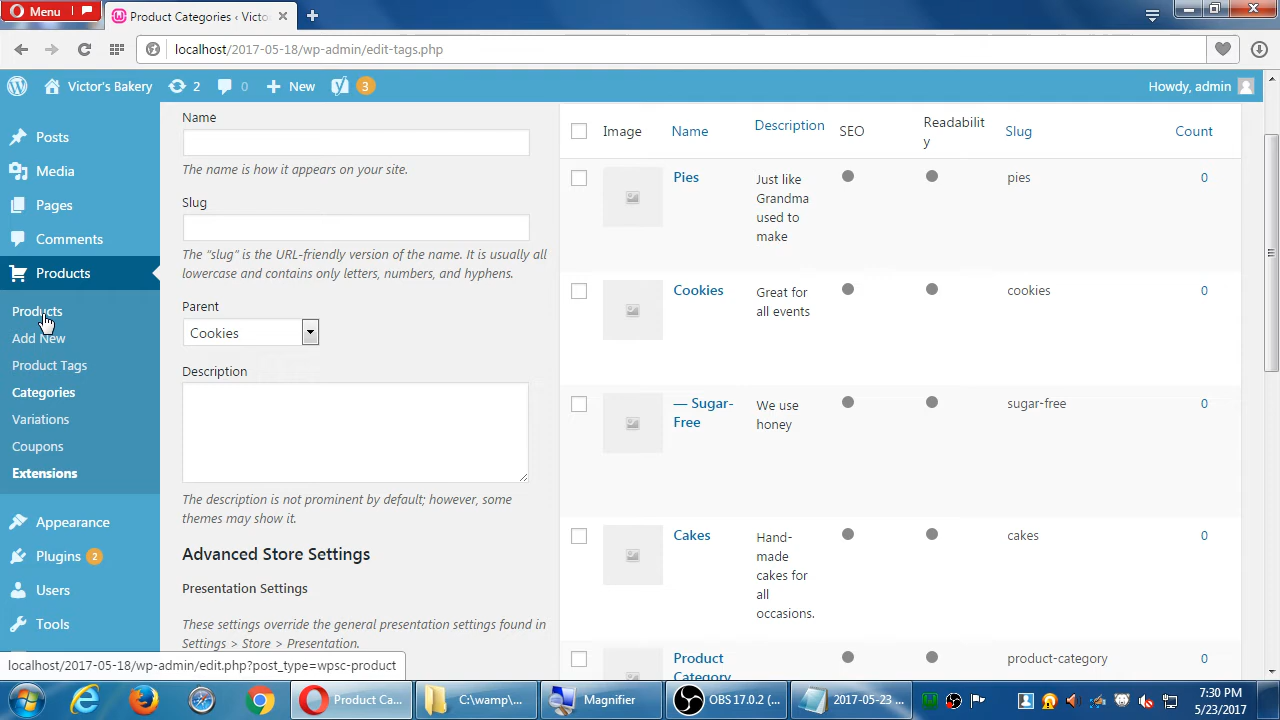 Menu
Product Categories ‹ Victo
localhost/2017-05-18/wp-admin/edit-tags.php
Victor's Bakery
2
0
New
3
Howdy, admin
Posts
Media
Pages
Comments
Products
Products
Add New
Product Tags
Categories
Variations
Coupons
Extensions
Appearance
Plugins 2
Users
Tools
Name
The name is how it appears on your site.
Slug
The “slug” is the URL-friendly version of the name. It is usually all
lowercase and contains only letters, numbers, and hyphens.
Parent
Cookies
Description
The description is not prominent by default; however, some
themes may show it.
Advanced Store Settings
Presentation Settings
These settings override the general presentation settings found in
Settings > Store > Presentation.
Image
Name
Description
SEO
Readabilit
y
Slug
Count
Pies
Just like
Grandma
used to
make
pies
0
Cookies
Great for
all events
cookies
0
— Sugar-
Free
We use
honey
sugar-free
0
Cakes
Hand-
made
cakes for
all
occasions.
cakes
0
Product
Category
product-category
0
localhost/2017-05-18/wp-admin/edit.php?post_type=wpsc-product
Product Ca...
C:\wamp\...
Magnifier
OBS 17.0.2 (...
2017-05-23 ...
7:30 PM
5/23/2017